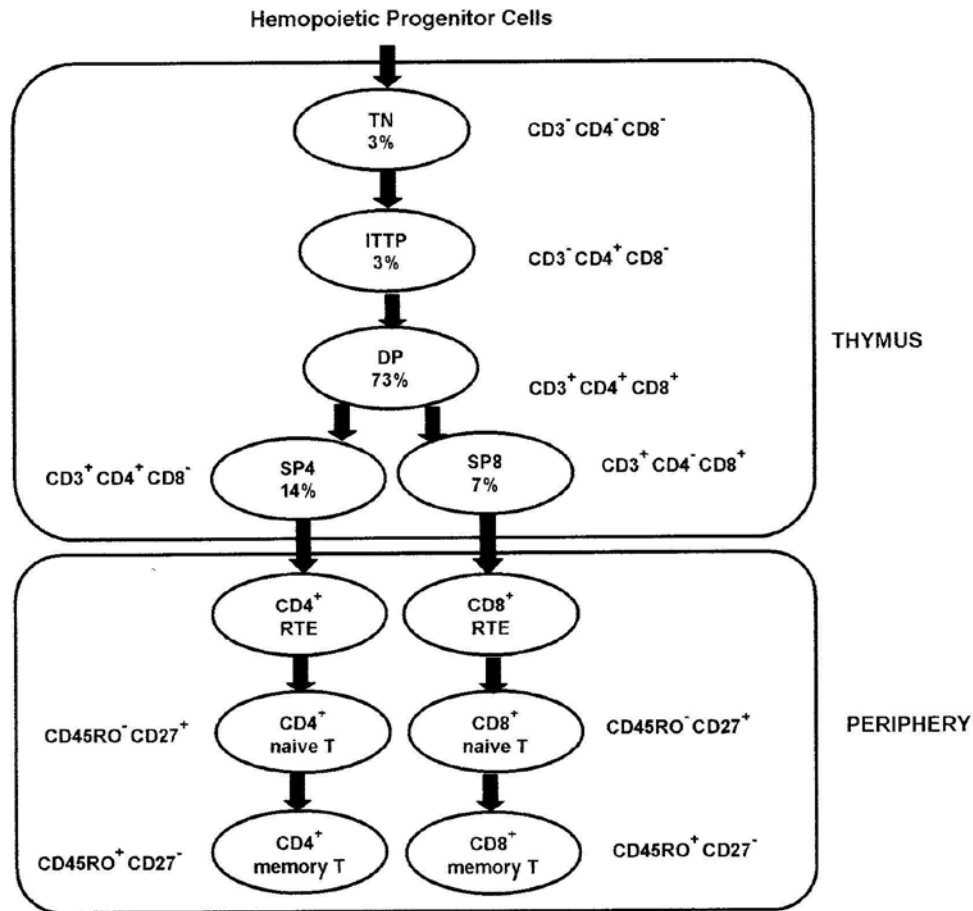 Hemopoietic Progenitor Cells
TN
3%
CD3⁻CD4⁻CD8⁻
ITTP
3%
CD3⁻CD4⁺CD8⁻
DP
73%
CD3⁺CD4⁺CD8⁺
THYMUS
CD3⁺CD4⁺CD8⁻
SP4
14%
SP8
7%
CD3⁺CD4⁻CD8⁺
CD4⁺
RTE
CD8⁺
RTE
CD45RO⁻CD27⁺
CD4⁺
naive T
CD8⁺
naive T
CD45RO⁻CD27⁺
PERIPHERY
CD45RO⁺CD27⁻
CD4⁺
memory T
CD8⁺
memory T
CD45RO⁺CD27⁻